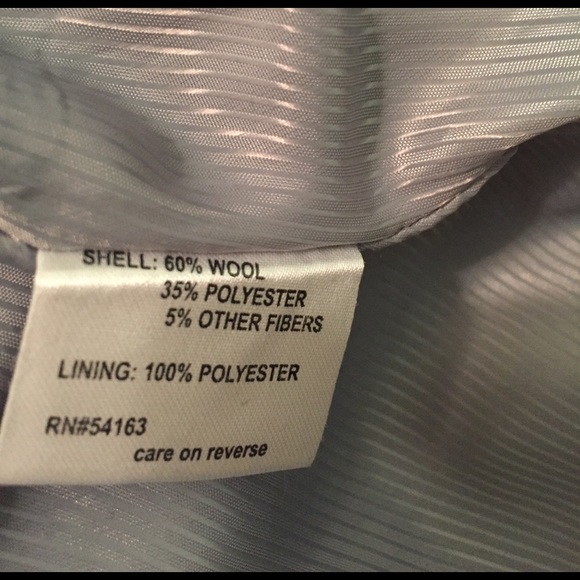 SHELL: 60% WOOL
35% POLYESTER
5% OTHER FIBERS
LINING: 100% POLYESTER
RN#54163
care on reverse